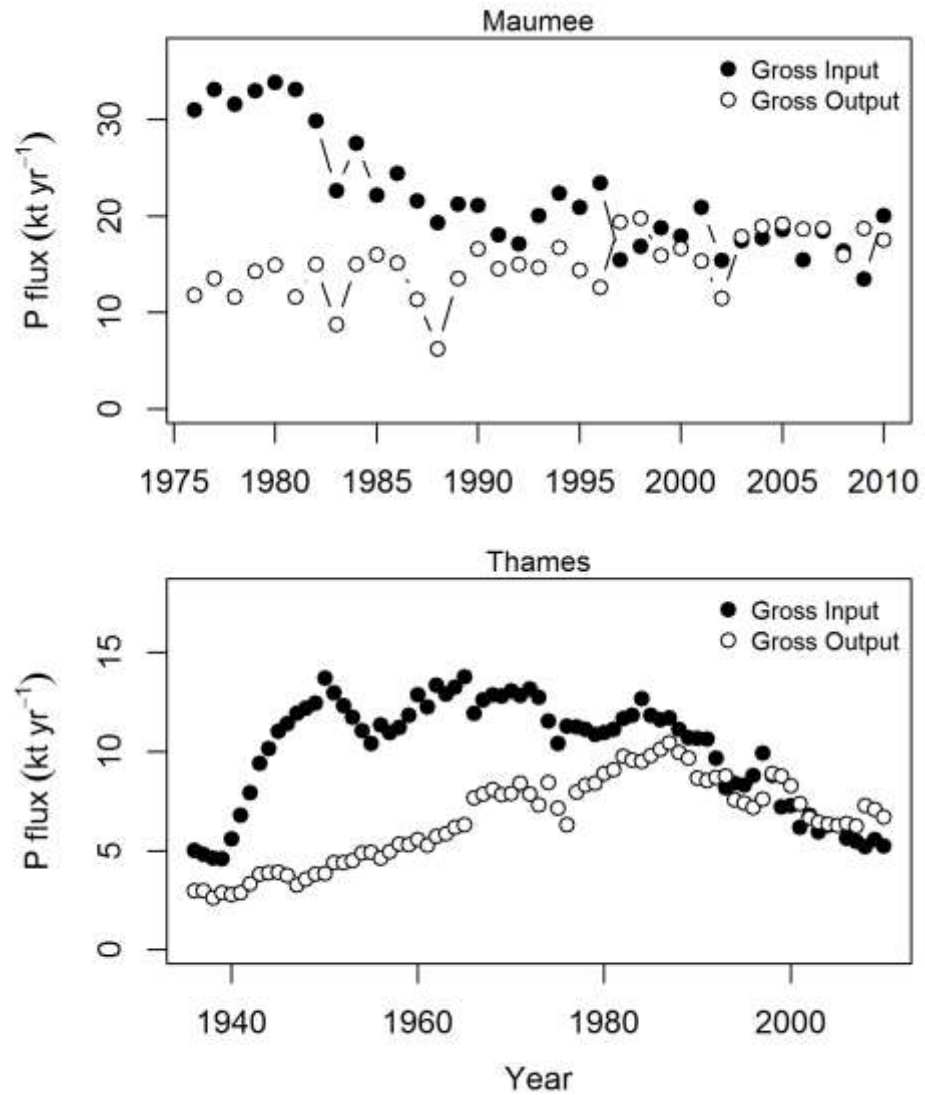 Maumee
Gross Input
Gross Output
P flux (kt yr⁻¹)
30
20
10
0
1975 1980 1985 1990 1995 2000 2005 2010
Thames
Gross Input
Gross Output
P flux (kt yr⁻¹)
15
10
5
0
1940 1960 1980 2000
Year